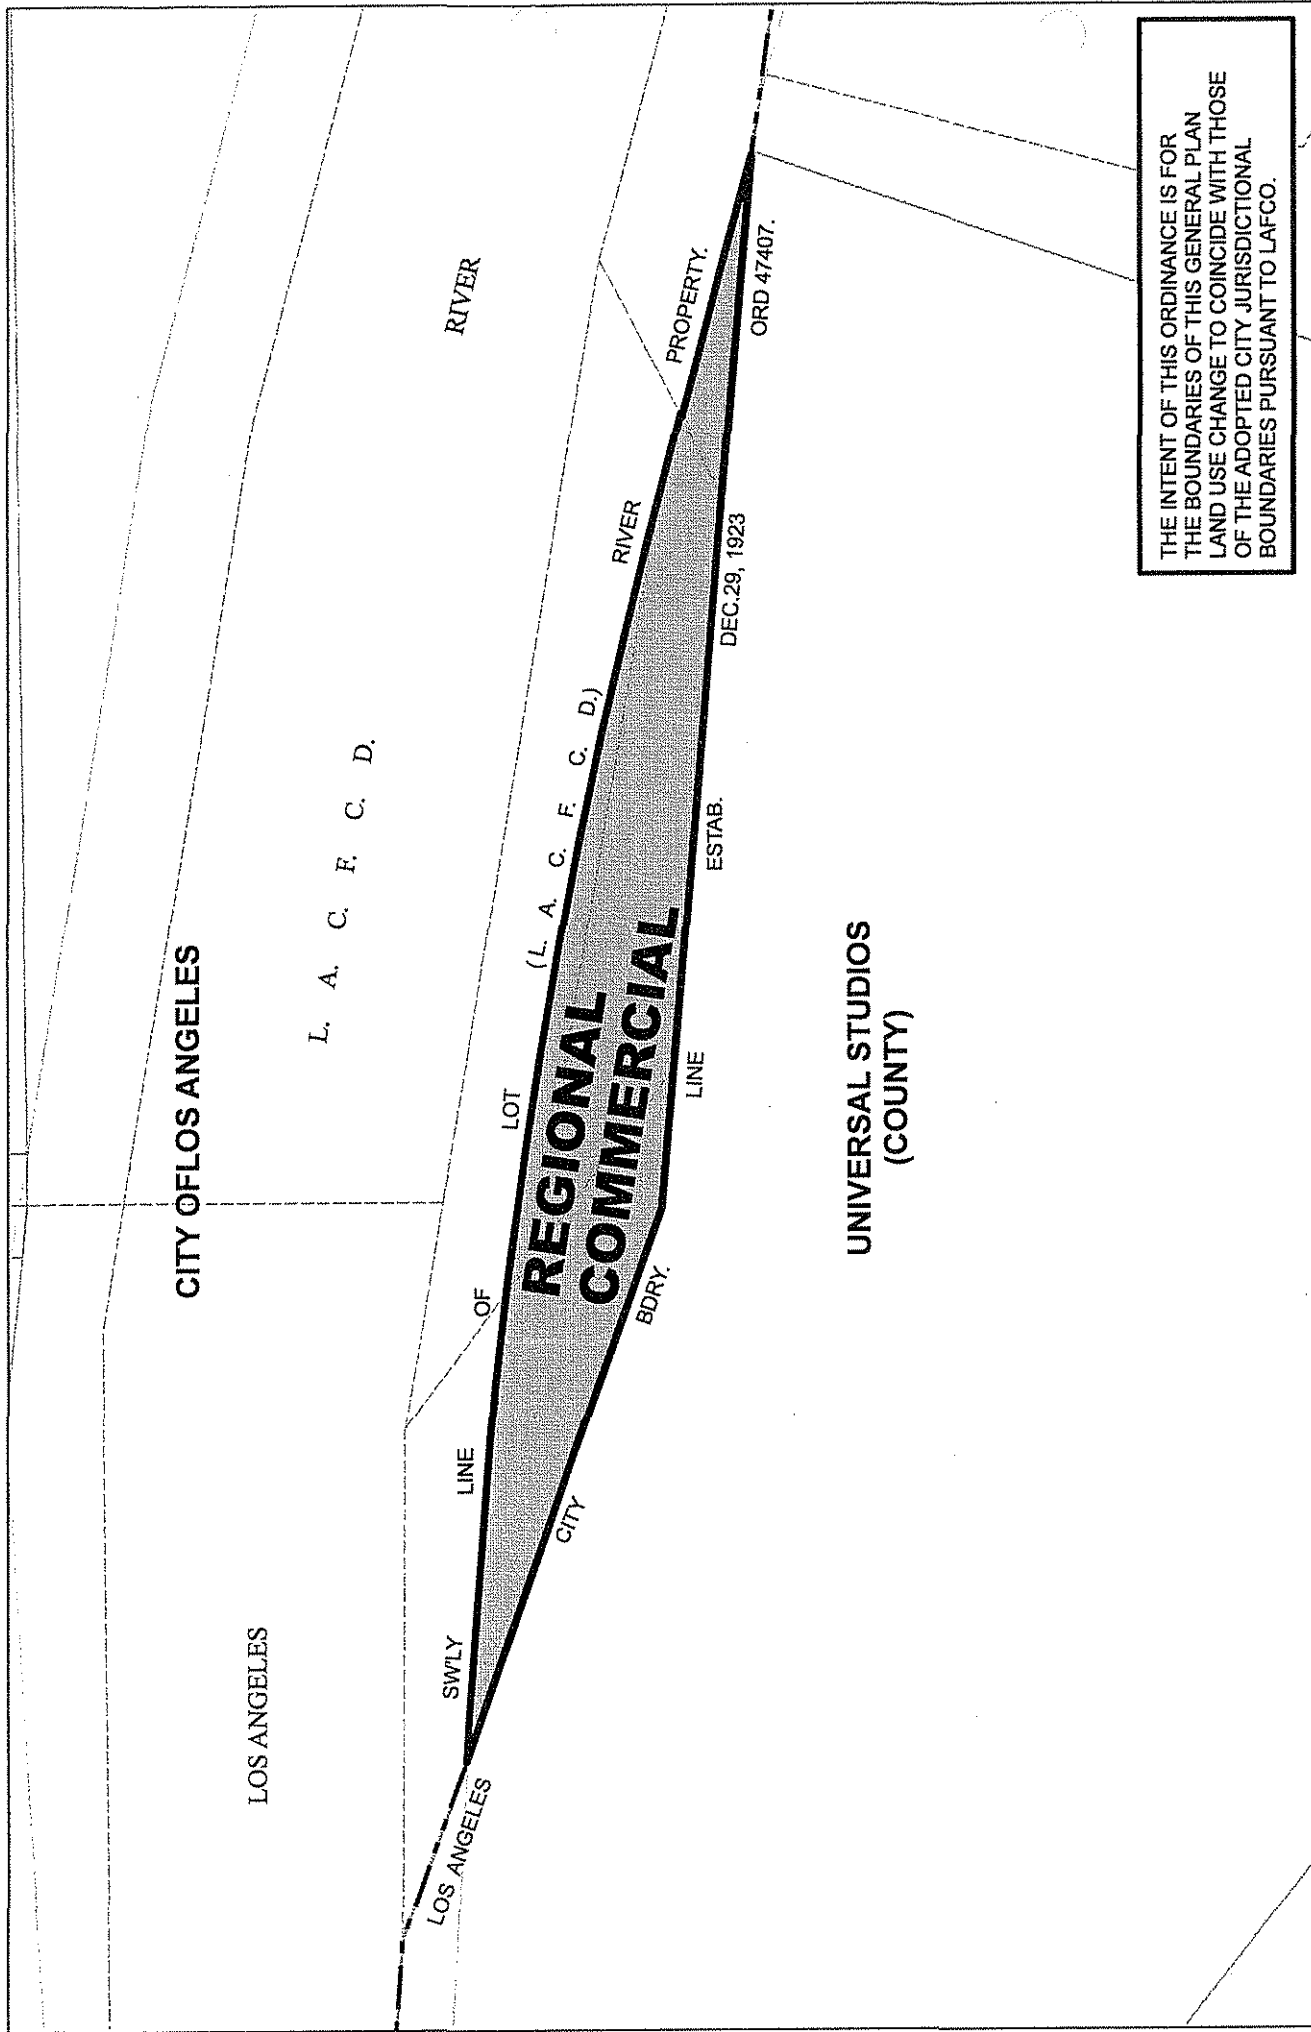 CITY OFLOS ANGELES
LOS ANGELES
L. A. C. F. C. D.
RIVER
SW'LY LINE OF LOT (L. A. C. F. C. D.) RIVER PROPERTY.
REGIONAL
COMMERCIAL
LOS ANGELES CITY BDRY. LINE ESTAB. DEC.29, 1923 ORD 47407.
UNIVERSAL STUDIOS
(COUNTY)
THE INTENT OF THIS ORDINANCE IS FOR
THE BOUNDARIES OF THIS GENERAL PLAN
LAND USE CHANGE TO COINCIDE WITH THOSE
OF THE ADOPTED CITY JURISDICTIONAL
BOUNDARIES PURSUANT TO LAFCO.